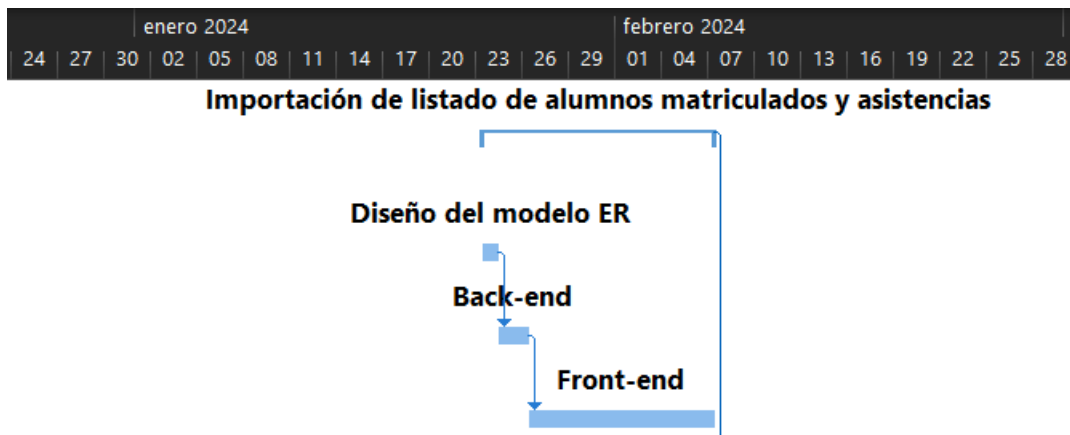 enero 2024 febrero 2024
24 27 30 02 05 08 11 14 17 20 23 26 29 01 04 07 10 13 16 19 22 25 28
Importación de listado de alumnos matriculados y asistencias
Diseño del modelo ER
Back-end
Front-end